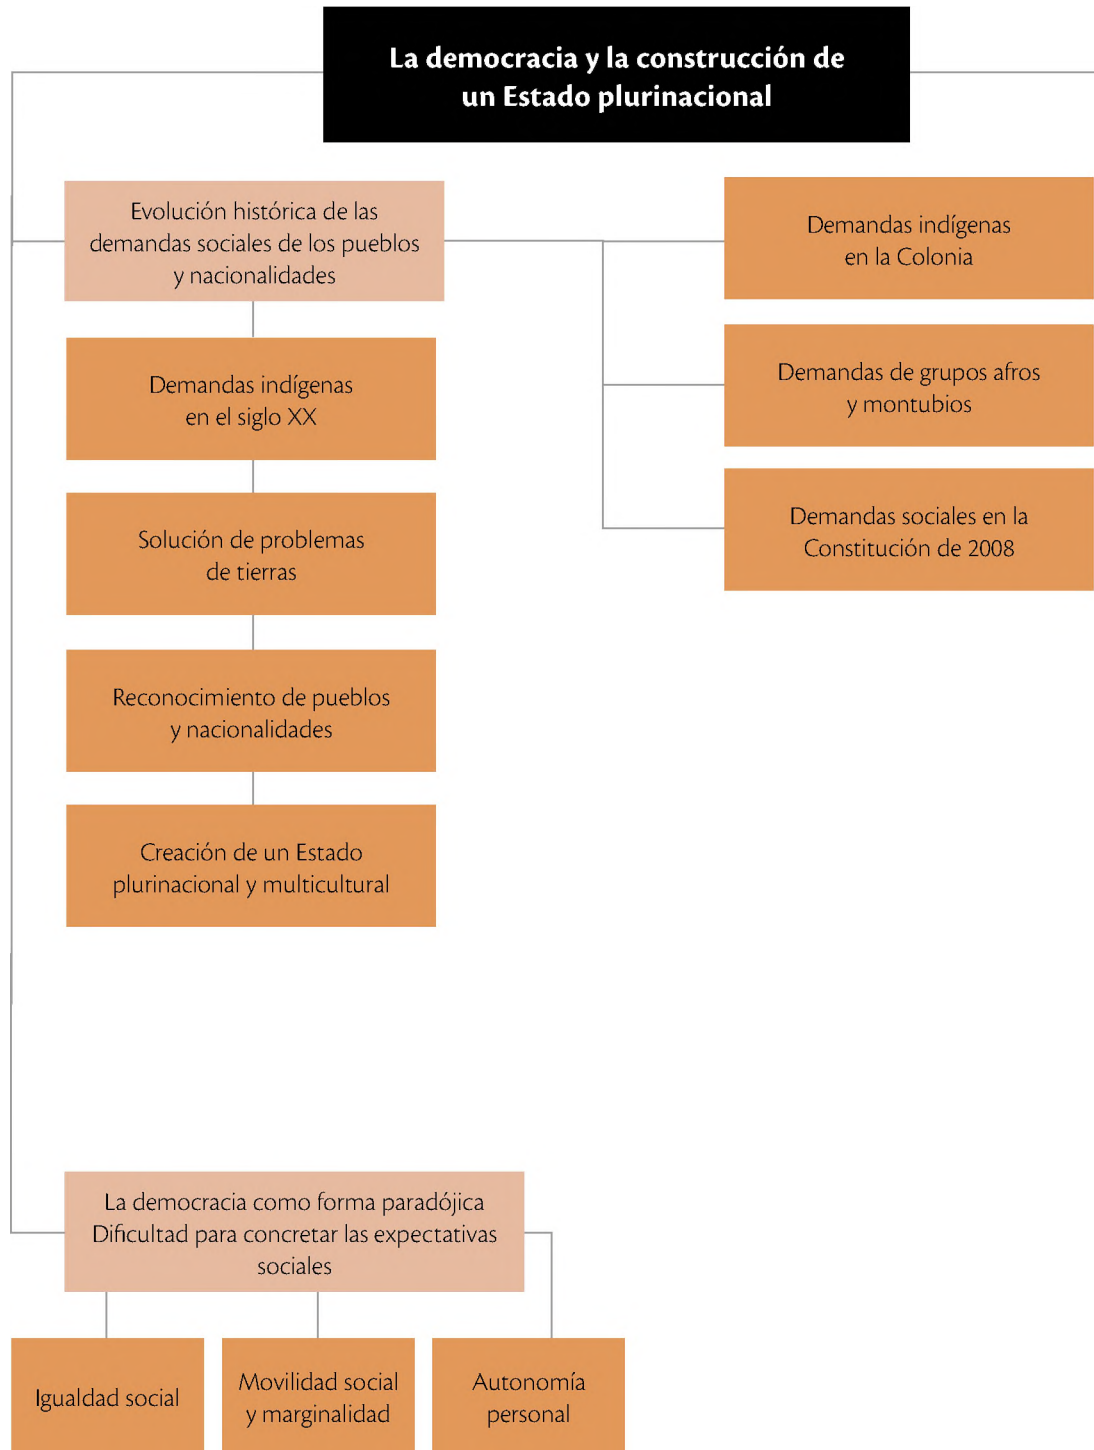 La democracia y la construcción de
un Estado plurinacional
Evolución histórica de las
demandas sociales de los pueblos
y nacionalidades
Demandas indígenas
en el siglo XX
Solución de problemas
de tierras
Reconocimiento de pueblos
y nacionalidades
Creación de un Estado
plurinacional y multicultural
Demandas indígenas
en la Colonia
Demandas de grupos afros
y montubios
Demandas sociales en la
Constitución de 2008
La democracia como forma paradójica
Dificultad para concretar las expectativas
sociales
Igualdad social
Movilidad social
y marginalidad
Autonomía
personal